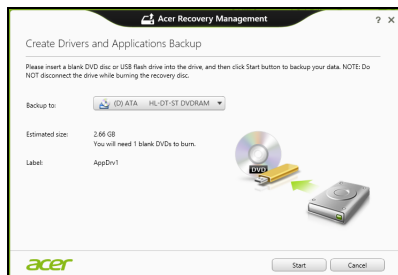 Acer Recovery Management
? X
Create Drivers and Applications Backup
Please insert a blank DVD disc or USB flash drive into the drive, and then click Start button to backup your data. NOTE: Do
NOT disconnect the drive while burning the recovery disc.
Backup to: (D) ATA HL-DT-ST DVDRAM
Estimated size: 2.66 GB
You will need 1 blank DVDs to burn.
Label: AppDrv1
DVD
acer Start Cancel